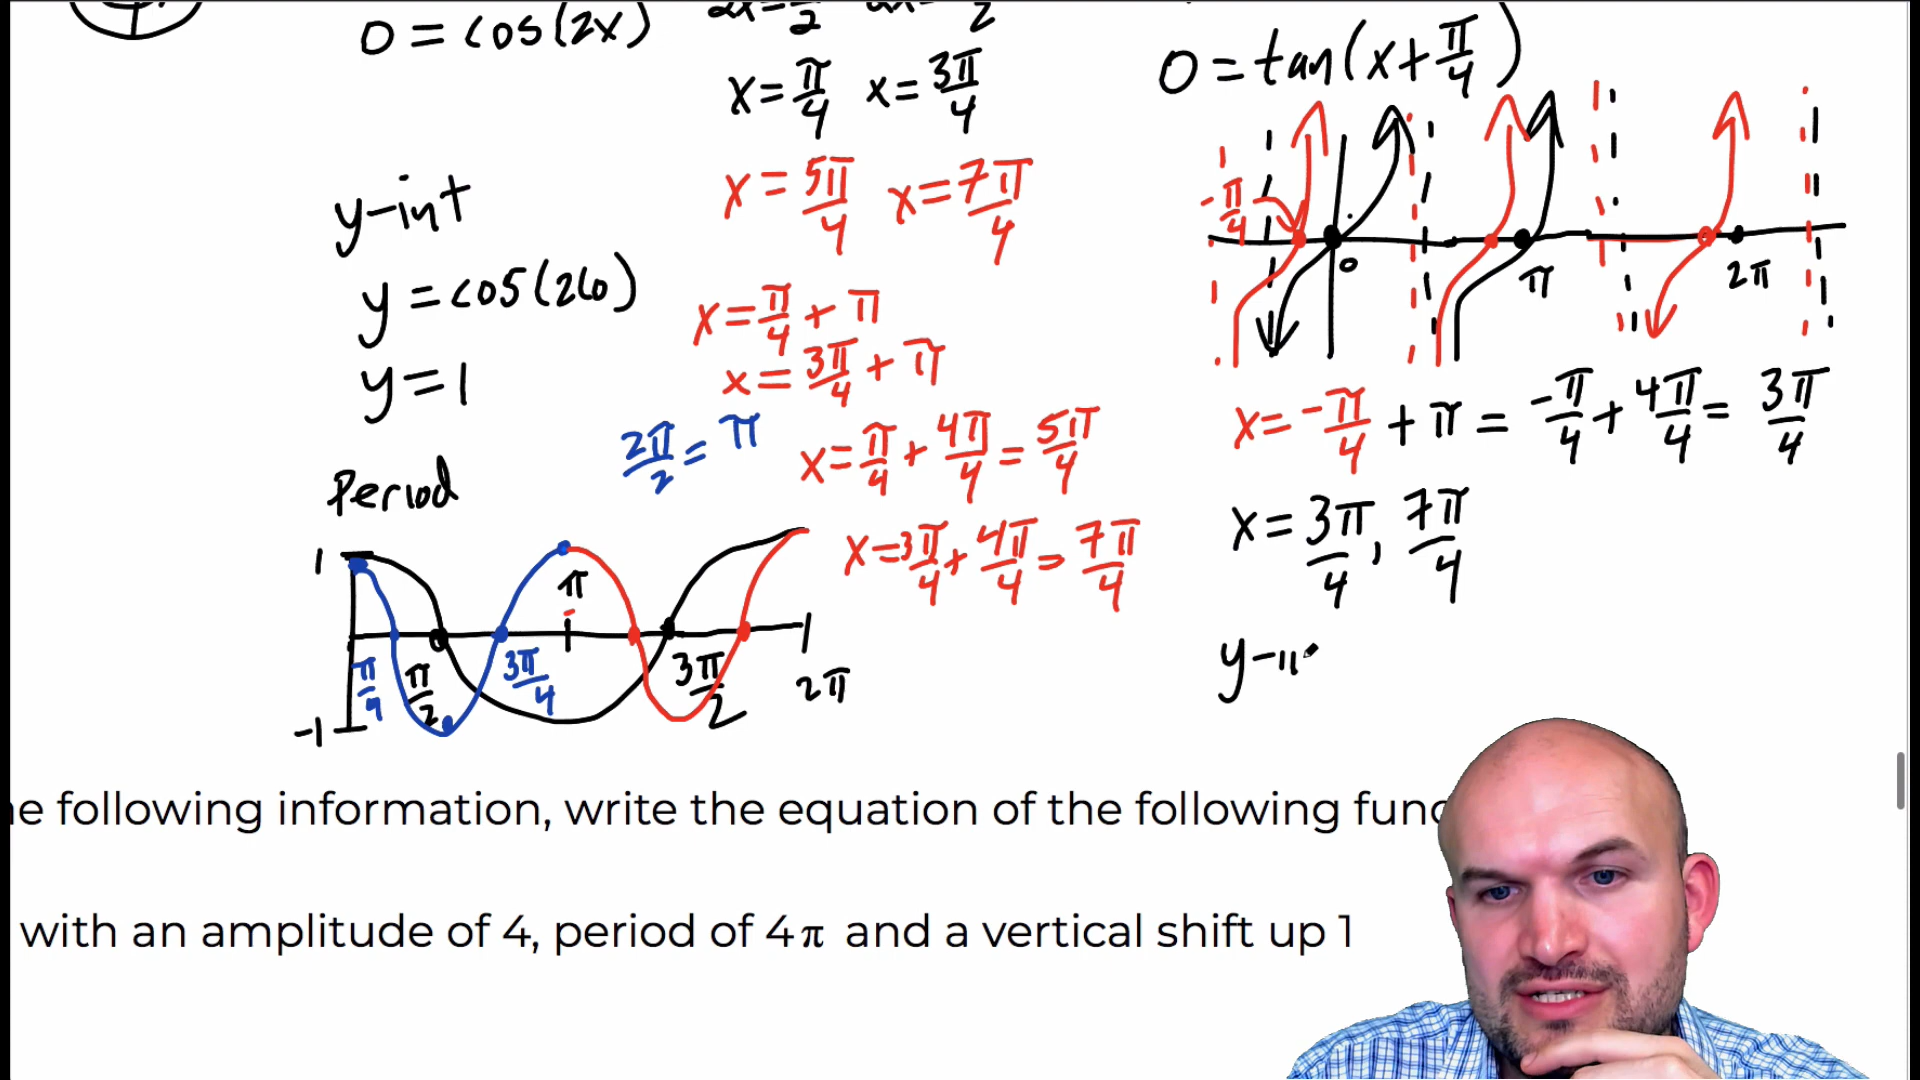 0 = cos(2x)
x = π/4 x = 3π/4
x = 5π/4 x = 7π/4
y-int
y = cos(2(0)
y = 1
x = π/4 + π
x = 3π/4 + π
2π/2 = π
x = π/4 + 4π/4 = 5π/4
x = 3π/4 + 4π/4 = 7π/4
Period
1
-1
π/4
π/2
3π/4
π
3π/2
2π
0 = tan(x + π/4)
-π/4
0
π
2π
x = -π/4 + π = -π/4 + 4π/4 = 3π/4
x = 3π/4, 7π/4
y-
e following information, write the equation of the following func
with an amplitude of 4, period of 4π and a vertical shift up 1